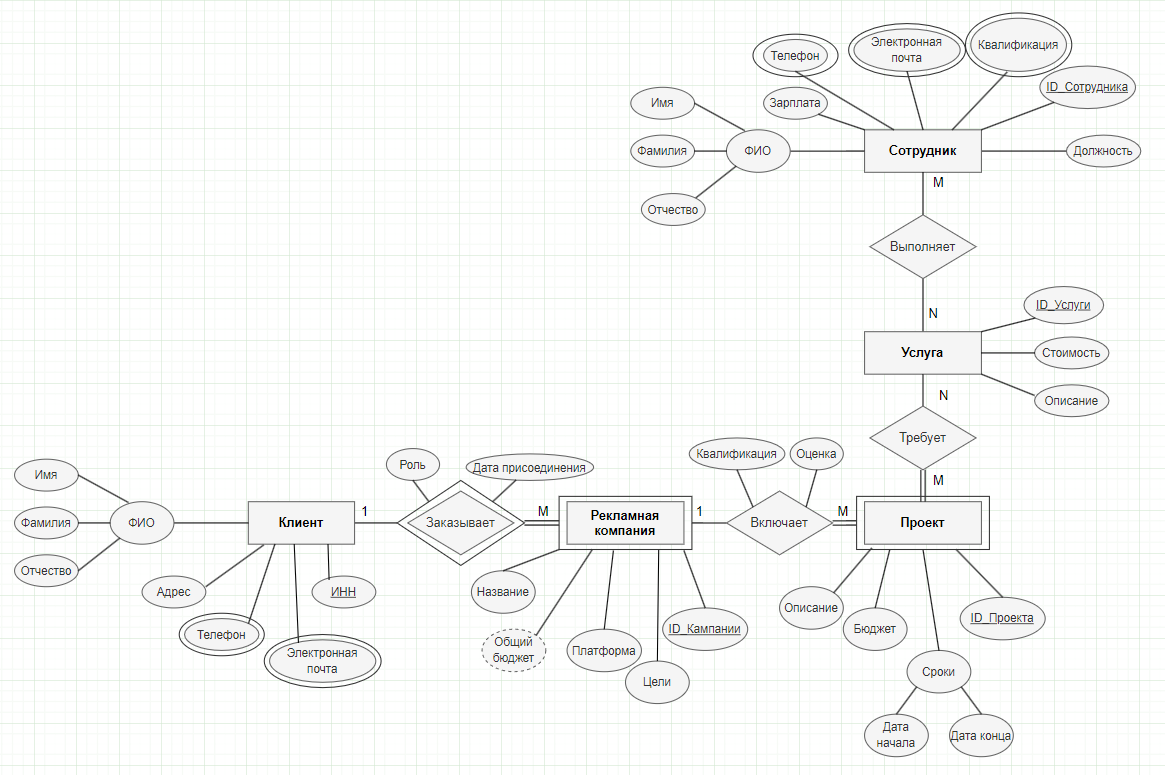 Телефон
Электронная
почта
Квалификация
ID_Сотрудника
Имя
Зарплата
Фамилия
ФИО
Сотрудник
Должность
Отчество
M
Выполняет
N
ID_Услуги
Услуга
Стоимость
Описание
N
Требует
M
Имя
Фамилия
ФИО
Отчество
Клиент
1
Роль
Дата присоединения
Заказывает
M
Рекламная
компания
1
Квалификация
Оценка
Включает
M
Проект
Адрес
Телефон
Электронная
почта
ИНН
Название
Общий
бюджет
Платформа
Цели
ID_Кампании
Описание
Бюджет
Сроки
ID_Проекта
Дата
начала
Дата конца